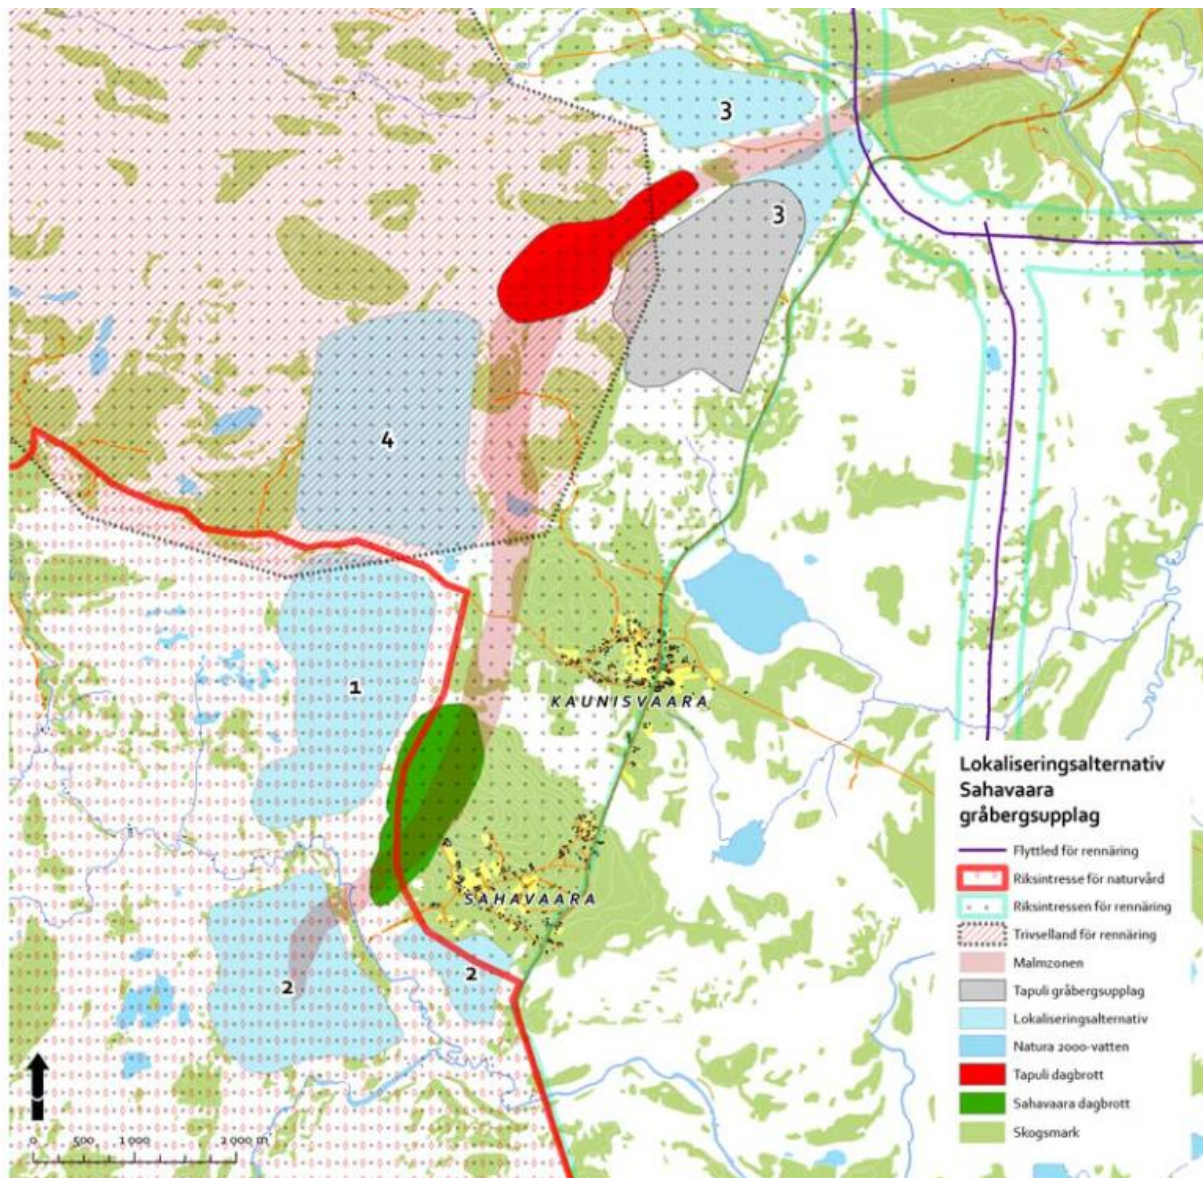 3
3
4
1
KAUNISVAARA
SAHAVAARA
2
2
Lokaliseringsalternativ
Sahavaara
gråbergsupplag
Flyttled för rennäring
Riksintresse för naturvård
Riksintressen för rennäring
Trivselland för rennäring
Malmzonen
Tapuli gråbergsupplag
Lokaliseringsalternativ
Natura 2000-vatten
Tapuli dagbrott
Sahavaara dagbrott
Skogsmark
0 500 1 000 2 000 m